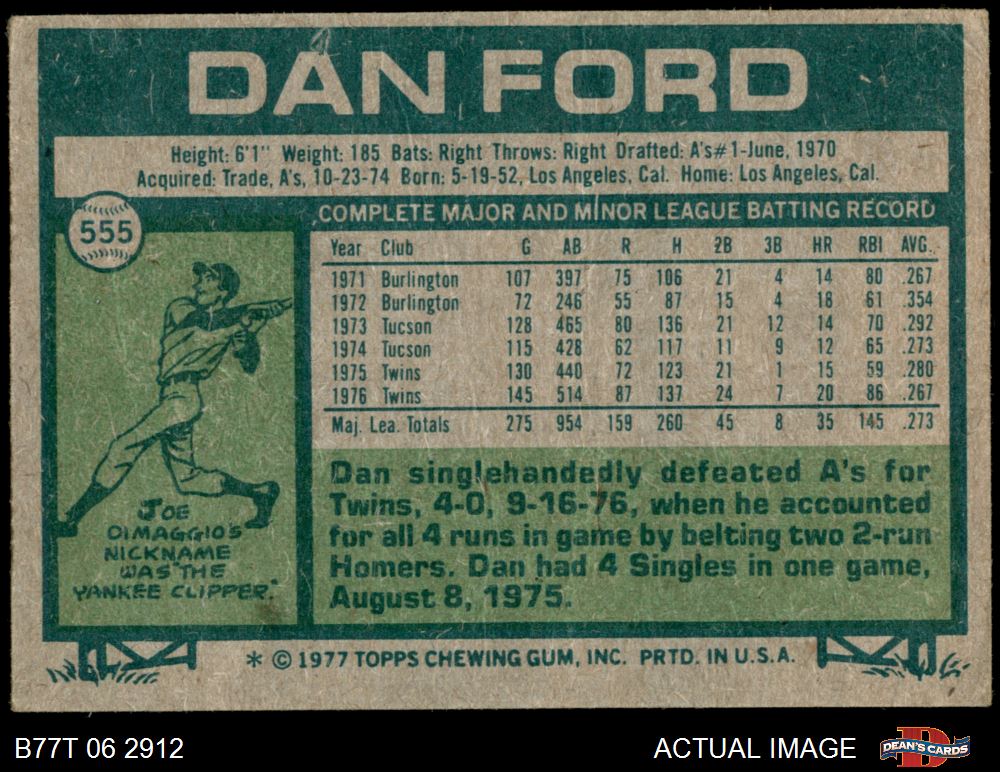 DAN FORD
Height: 6'1" Weight: 185 Bats: Right Throws: Right Drafted: A's#1-June, 1970
Acquired: Trade, A's, 10-23-74 Born: 5-19-52, Los Angeles, Cal. Home: Los Angeles, Cal.
555
COMPLETE MAJOR AND MINOR LEAGUE BATTING RECORD
Year Club G AB R H 2B 3B HR RBI AVG.
1971 Burlington 107 397 75 106 21 4 14 80 .267
1972 Burlington 72 246 55 87 15 4 18 61 .354
1973 Tucson 128 465 80 136 21 12 14 70 .292
1974 Tucson 115 428 62 117 11 9 12 65 .273
1975 Twins 130 440 72 123 21 1 15 59 .280
1976 Twins 145 514 87 137 24 7 20 86 .267
Maj. Lea. Totals 275 954 159 260 45 8 35 145 .273
JOE
DIMAGGIO'S
NICKNAME
WAS "THE
YANKEE CLIPPER."
Dan singlehandedly defeated A's for
Twins, 4-0, 9-16-76, when he accounted
for all 4 runs in game by belting two 2-run
Homers. Dan had 4 Singles in one game,
August 8, 1975.
* © 1977 TOPPS CHEWING GUM, INC. PRTD. IN U.S.A.
B77T 06 2912
ACTUAL IMAGE
D
DEAN'S CARDS